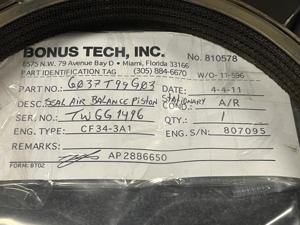 BONUS TECH, INC. No. 810578
8575 N.W. 79 Avenue Bay D • Miami, Florida 33166
PART IDENTIFICATION TAG (305) 884-6670 W/O-11-596
PART NO.: 6037T99G03 DATE: 4-4-11
DESC: SEAL AIR BALANCE PISTON STATIONARY COND.: A/R
SER. NO.: TWGG1496 QTY.: 1
ENG. TYPE: CF34-3A1 ENG. S/N: 807095
REMARKS:
AP2886650
FORM: BT02